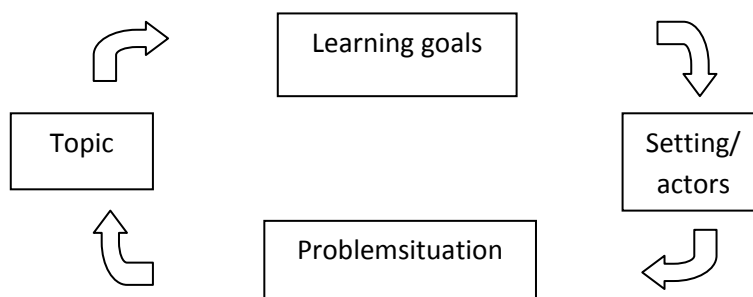 Learning goals
Topic
Setting/
actors
Problemsituation